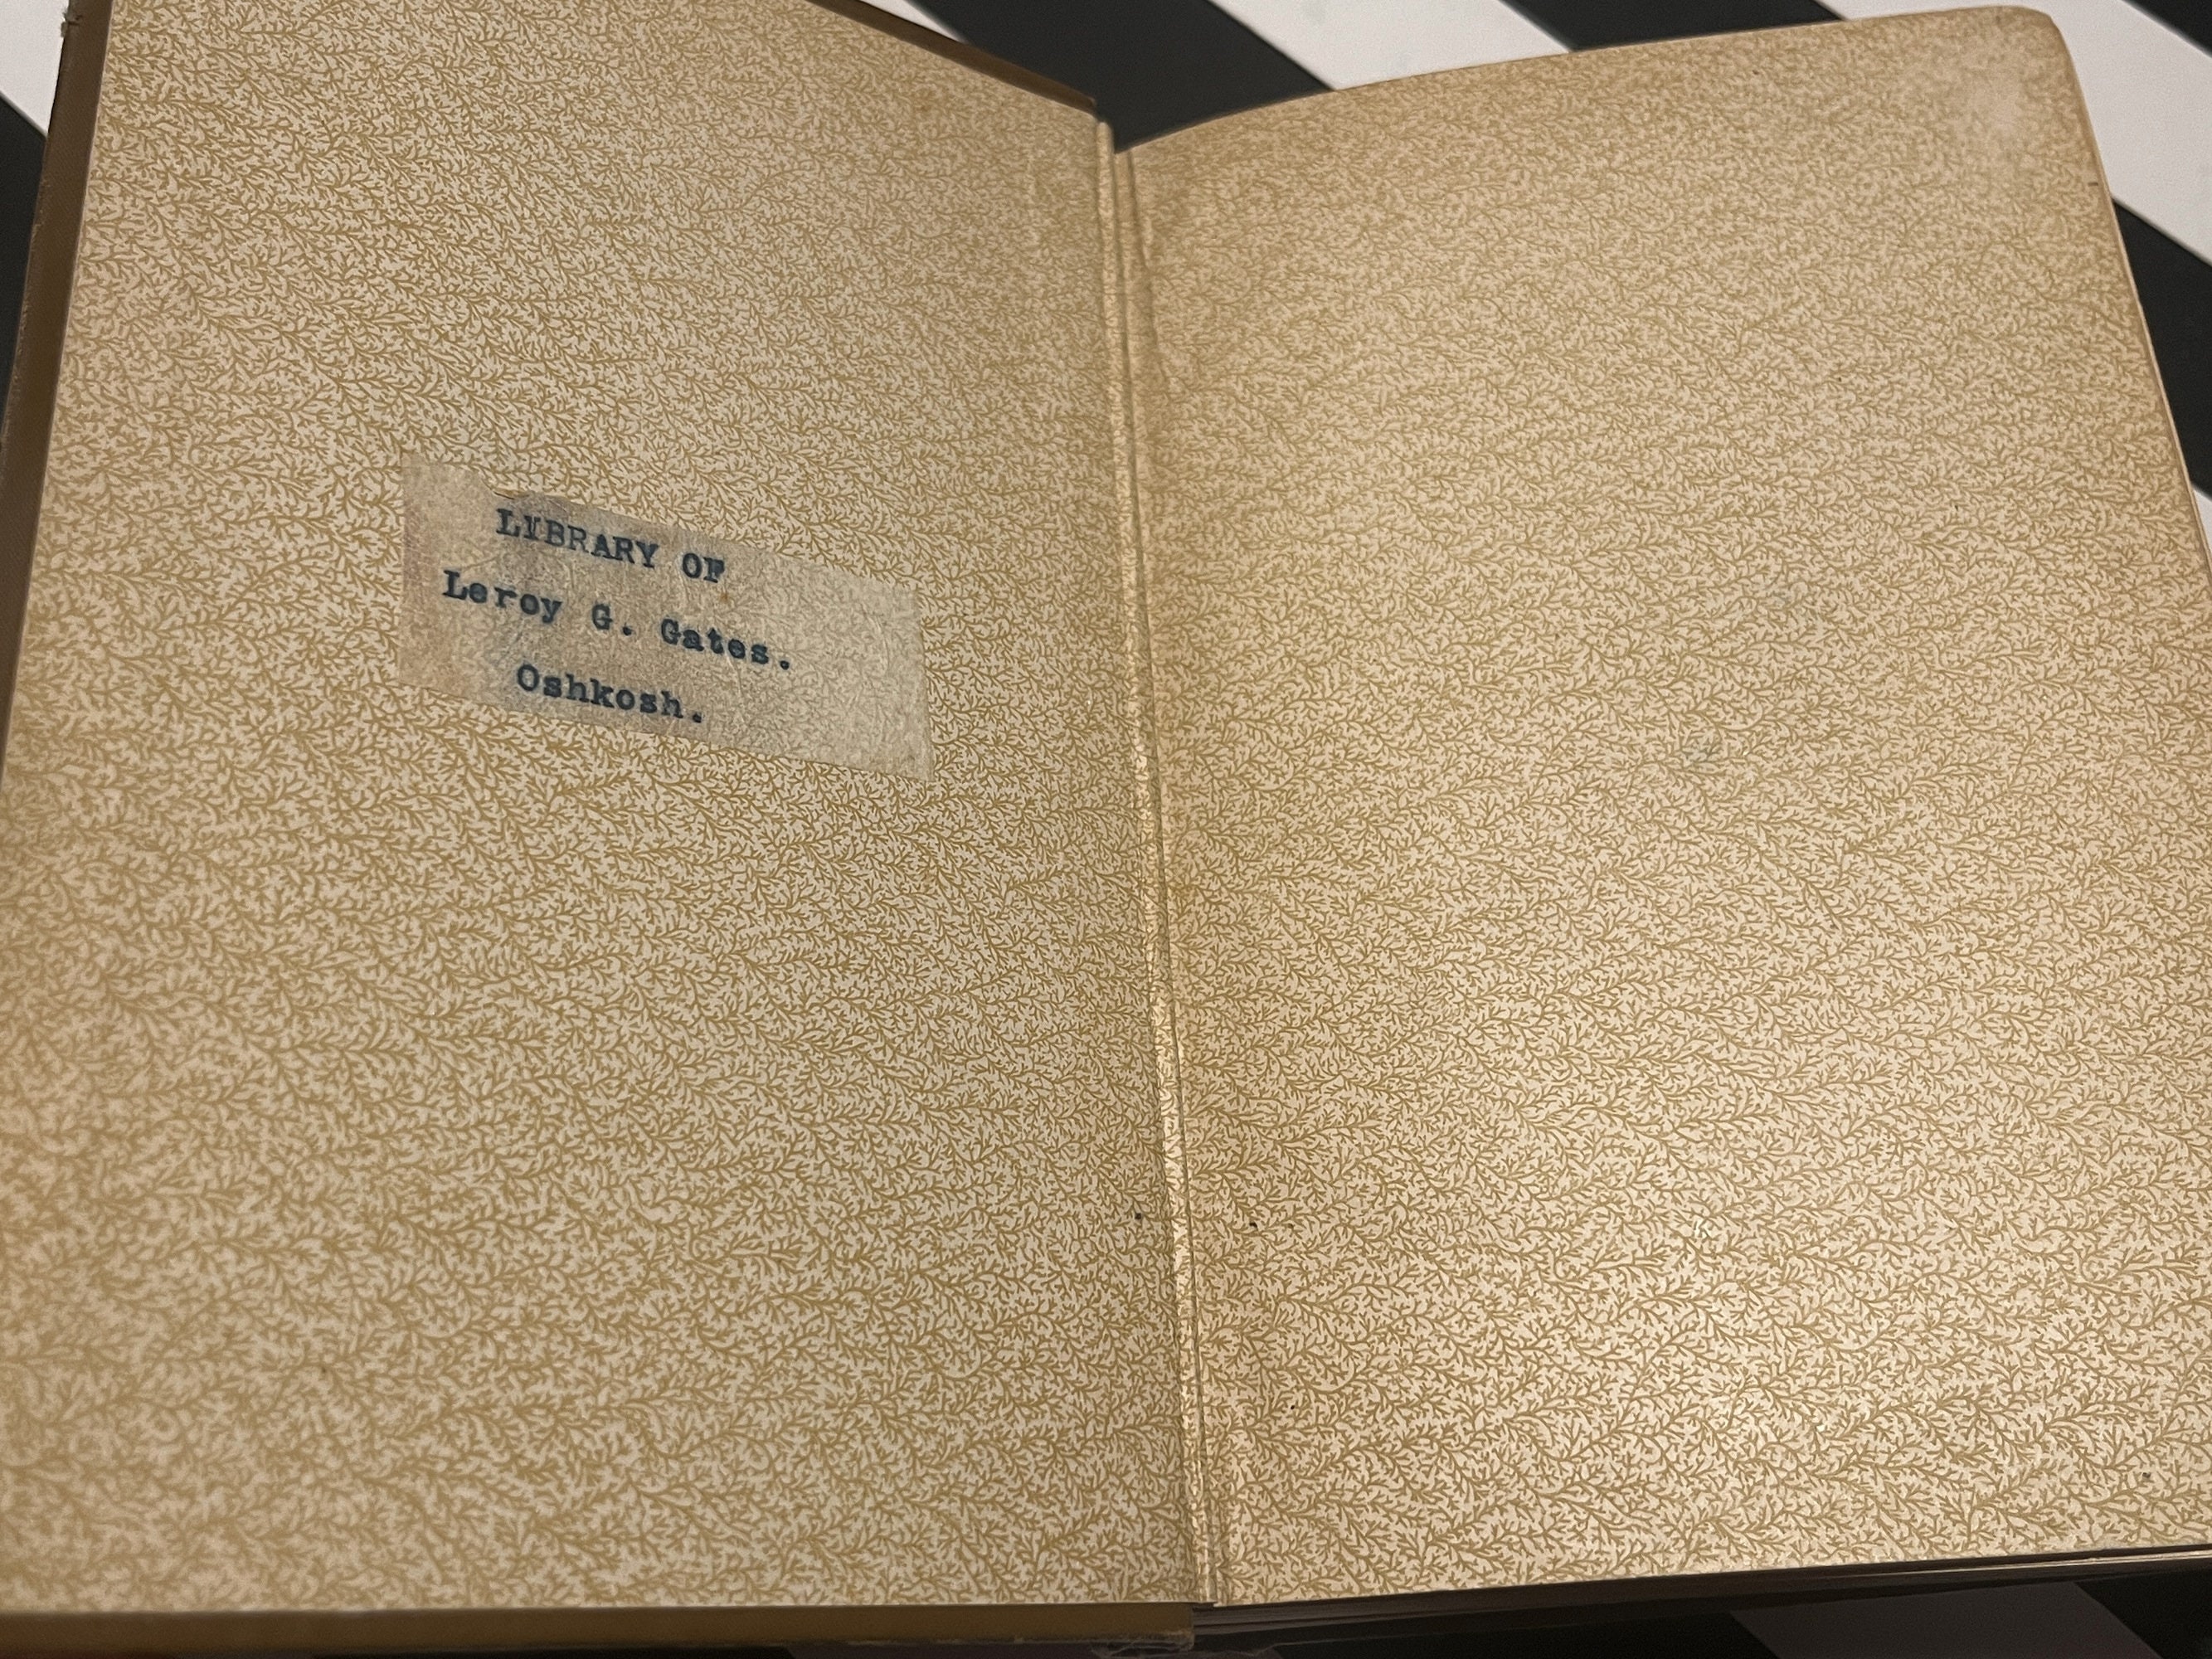 LIBRARY OF
Leroy G. Gates.
Oshkosh.